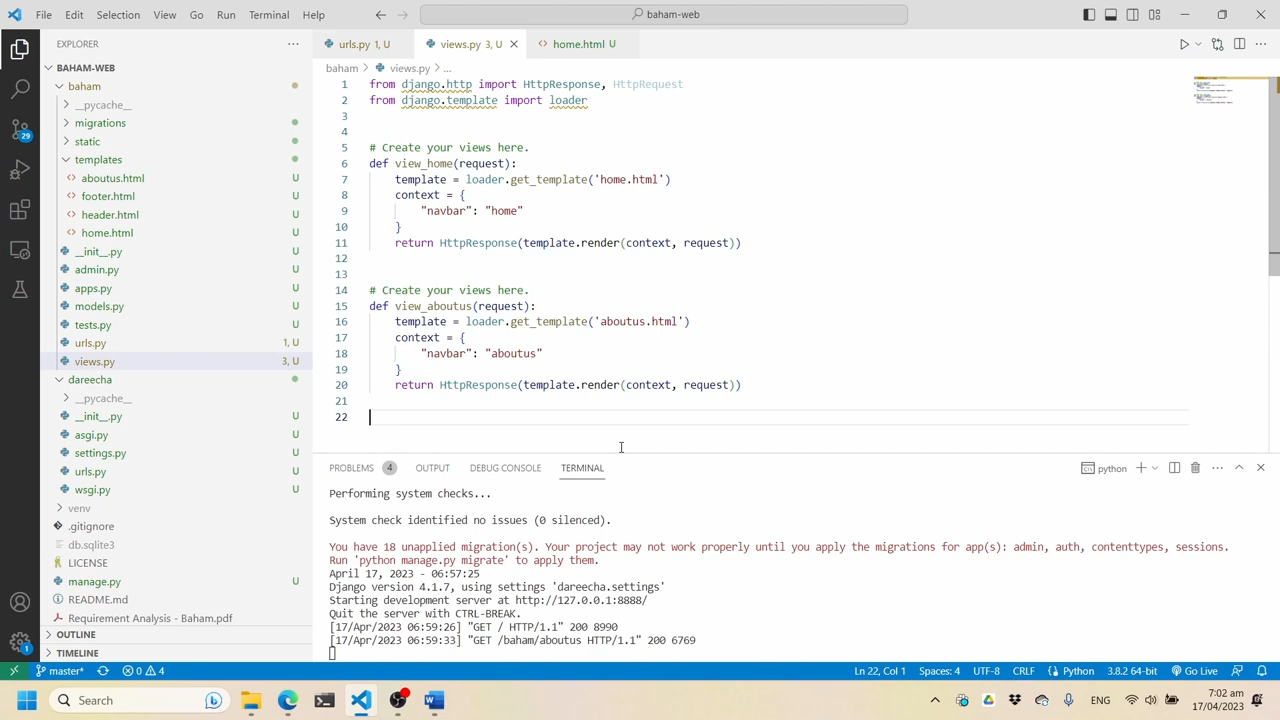 File Edit Selection View Go Run Terminal Help
baham-web
EXPLORER
BAHAM-WEB
baham
__pycache__
migrations
static
templates
aboutus.html U
footer.html U
header.html U
home.html U
__init__.py U
admin.py U
apps.py U
models.py U
tests.py U
urls.py 1, U
views.py 3, U
dareecha
__pycache__
__init__.py U
asgi.py U
settings.py U
urls.py U
wsgi.py U
venv
.gitignore
db.sqlite3
LICENSE
manage.py U
README.md
Requirement Analysis - Baham.pdf
OUTLINE
TIMELINE
29
1
urls.py 1, U views.py 3, U home.html U
baham > views.py > ...
1 from django.http import HttpResponse, HttpRequest
2 from django.template import loader
3
4
5 # Create your views here.
6 def view_home(request):
7 template = loader.get_template('home.html')
8 context = {
9 "navbar": "home"
10 }
11 return HttpResponse(template.render(context, request))
12
13
14 # Create your views here.
15 def view_aboutus(request):
16 template = loader.get_template('aboutus.html')
17 context = {
18 "navbar": "aboutus"
19 }
20 return HttpResponse(template.render(context, request))
21
22
PROBLEMS 4 OUTPUT DEBUG CONSOLE TERMINAL python
Performing system checks...
System check identified no issues (0 silenced).
You have 18 unapplied migration(s). Your project may not work properly until you apply the migrations for app(s): admin, auth, contenttypes, sessions.
Run 'python manage.py migrate' to apply them.
April 17, 2023 - 06:57:25
Django version 4.1.7, using settings 'dareecha.settings'
Starting development server at http://127.0.0.1:8888/
Quit the server with CTRL-BREAK.
[17/Apr/2023 06:59:26] "GET / HTTP/1.1" 200 8990
[17/Apr/2023 06:59:33] "GET /baham/aboutus HTTP/1.1" 200 6769
master* 0 4 Ln 22, Col 1 Spaces: 4 UTF-8 CRLF Python 3.8.2 64-bit Go Live
Search ENG 7:02 am
17/04/2023